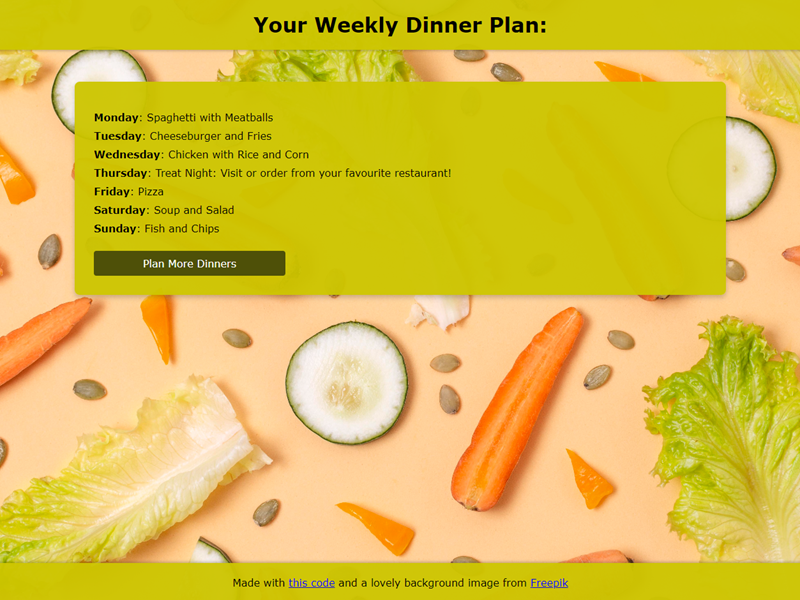 Your Weekly Dinner Plan:
Monday: Spaghetti with Meatballs
Tuesday: Cheeseburger and Fries
Wednesday: Chicken with Rice and Corn
Thursday: Treat Night: Visit or order from your favourite restaurant!
Friday: Pizza
Saturday: Soup and Salad
Sunday: Fish and Chips
Plan More Dinners
Made with this code and a lovely background image from Freepik